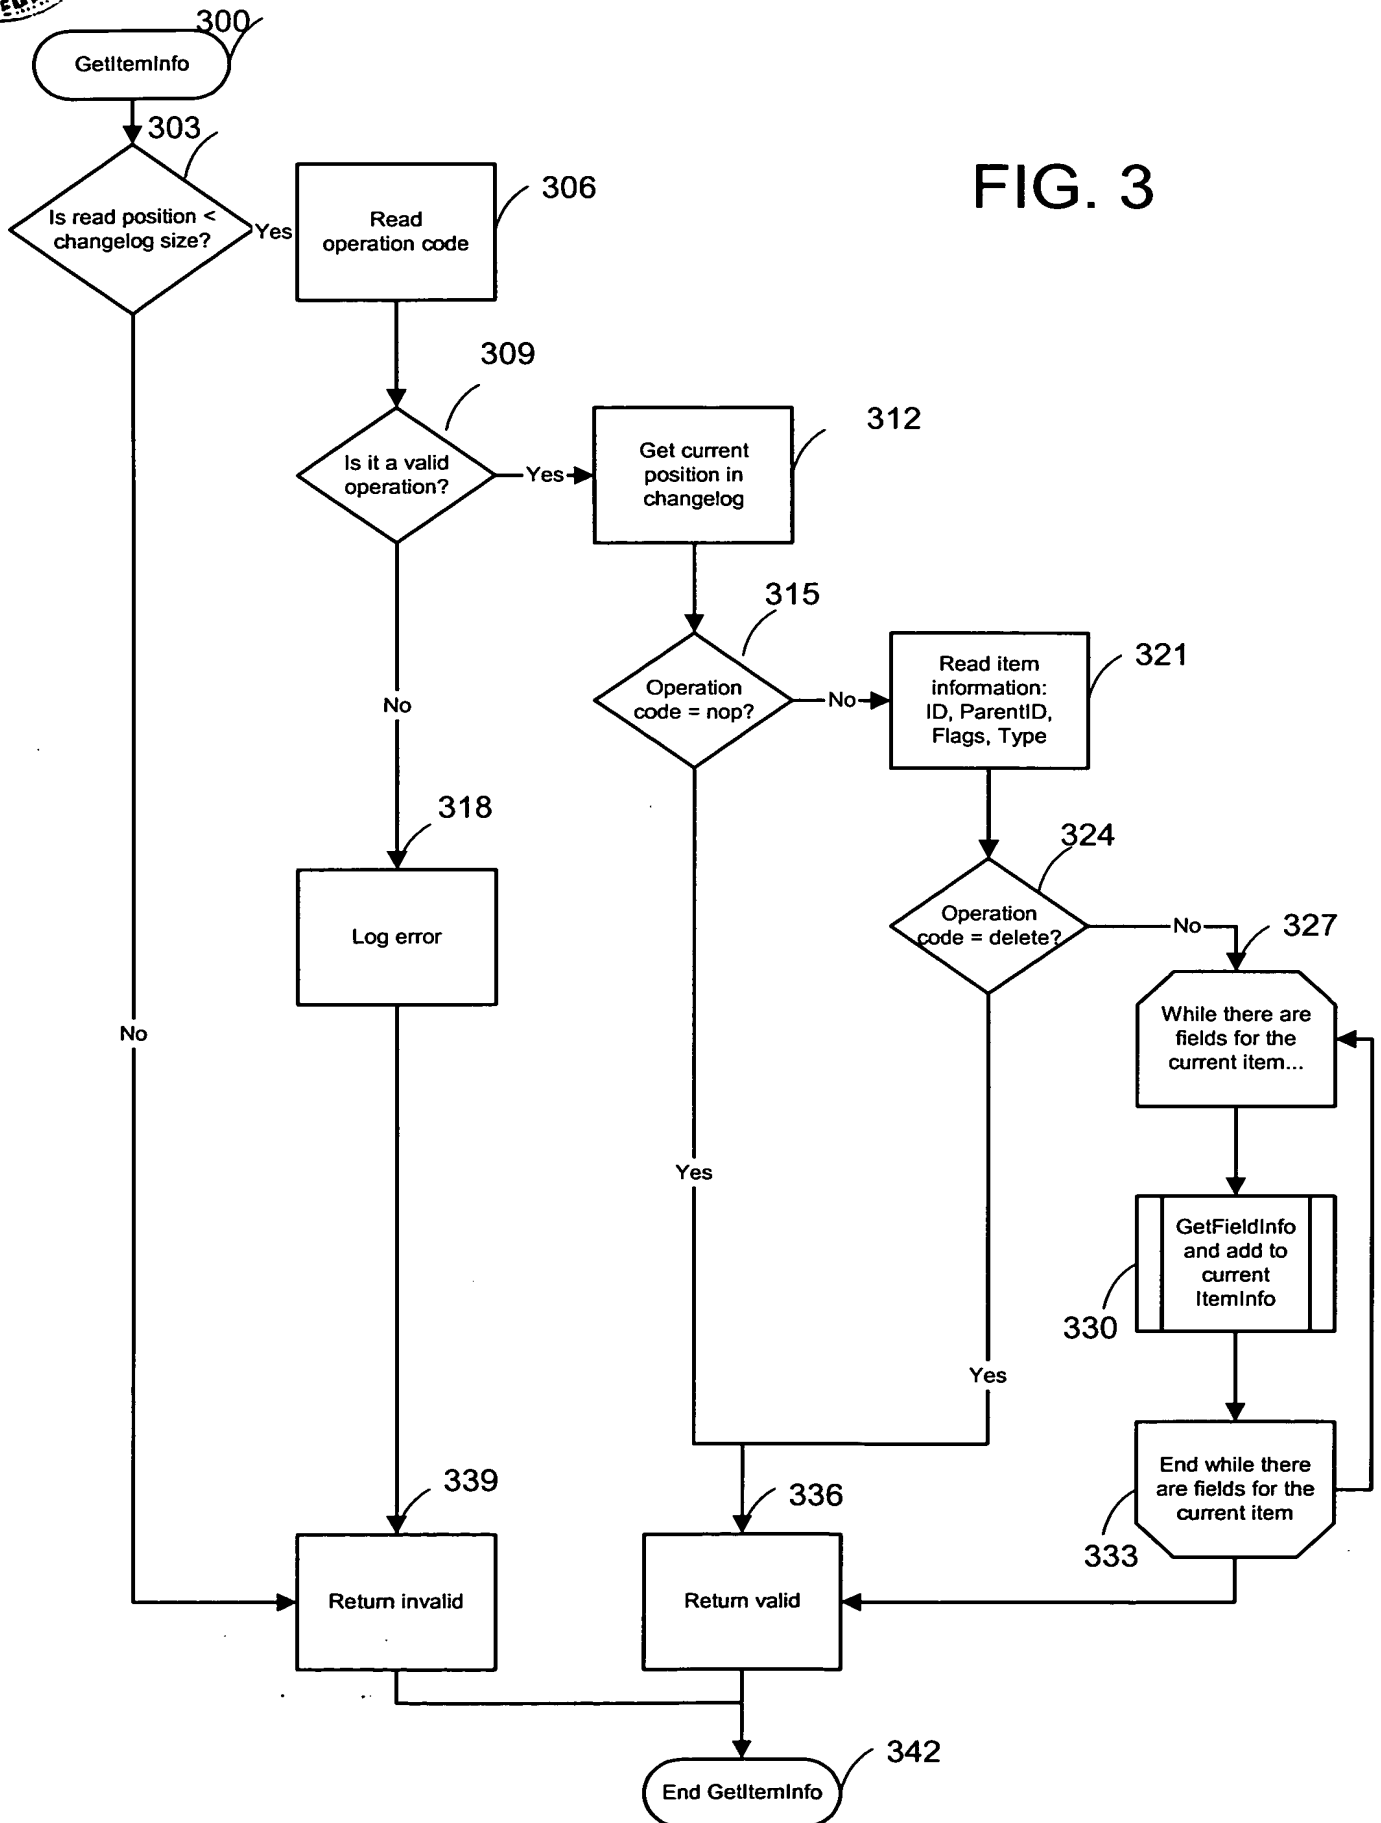 300
GetItemInfo
303
Is read position <
changelog size?
Yes
Read
operation code
306
FIG. 3
309
Is it a valid
operation?
Yes
Get current
position in
changelog
312
315
Operation
code = nop?
No
Read item
information:
ID, ParentID,
Flags, Type
321
No
318
Log error
324
Operation
code = delete?
No
327
While there are
fields for the
current item...
No
Yes
GetFieldInfo
and add to
current
ItemInfo
330
Yes
End while there
are fields for the
current item
333
339
Return invalid
336
Return valid
342
End GetItemInfo